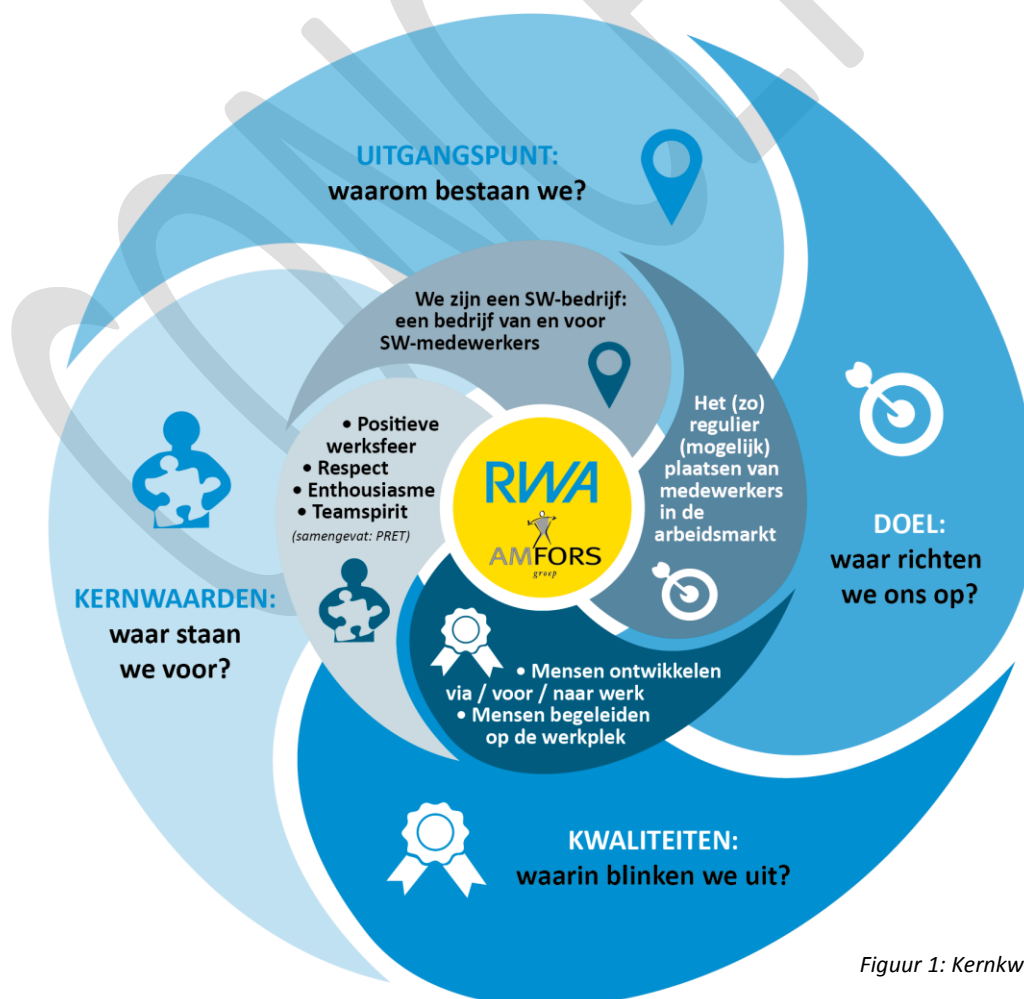 UITGANGSPUNT:
waarom bestaan we?
We zijn een SW-bedrijf:
een bedrijf van en voor
SW-medewerkers
Het (zo)
regulier
(mogelijk)
plaatsen van
medewerkers
in de
arbeidsmarkt
DOEL:
waar richten
we ons op?
• Positieve
werksfeer
• Respect
• Enthousiasme
• Teamspirit
(samengevat: PRET)
KERNWAARDEN:
waar staan
we voor?
RWA
AMFORS
groep
• Mensen ontwikkelen
via / voor / naar werk
• Mensen begeleiden
op de werkplek
KWALITEITEN:
waarin blinken we uit?
Figuur 1: